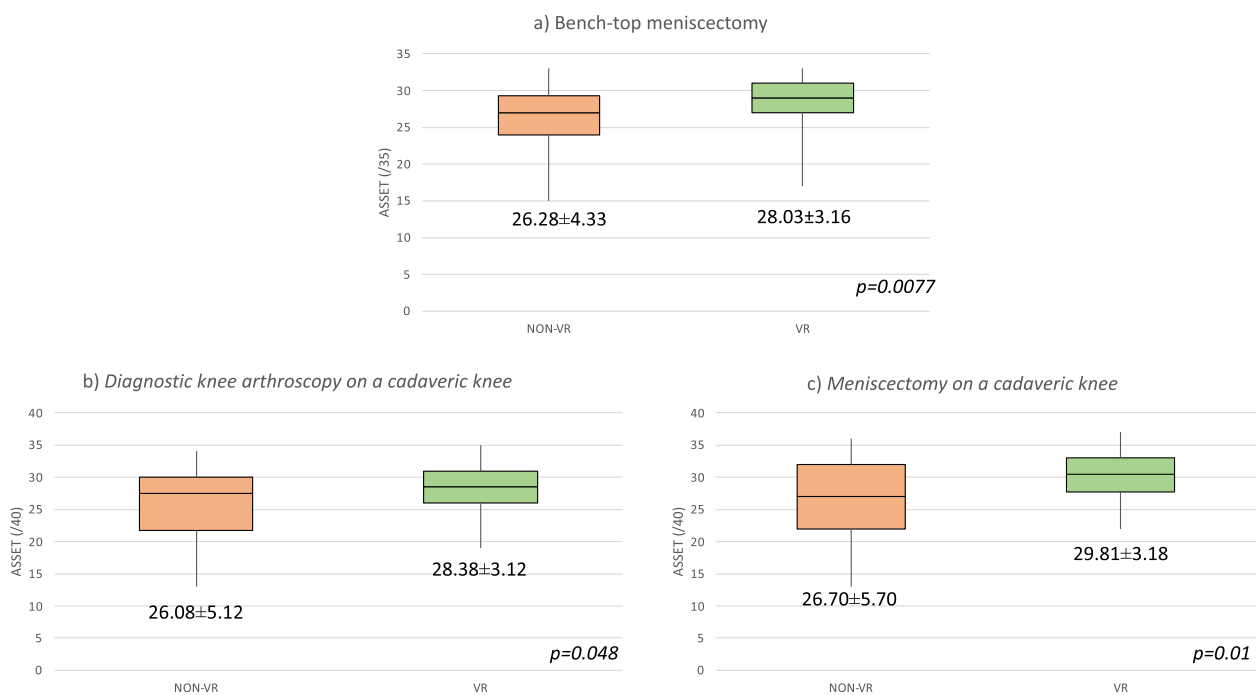 a) Bench-top meniscectomy
ASSET (/35)
35
30
25
20
15
10
5
0
26.28±4.33
28.03±3.16
p=0.0077
NON-VR
VR
b) Diagnostic knee arthroscopy on a cadaveric knee
ASSET (/40)
40
35
30
25
20
15
10
5
0
28.38±3.12
26.08±5.12
p=0.048
NON-VR
VR
c) Meniscectomy on a cadaveric knee
ASSET (/40)
40
35
30
25
20
15
10
5
0
29.81±3.18
26.70±5.70
p=0.01
NON-VR
VR